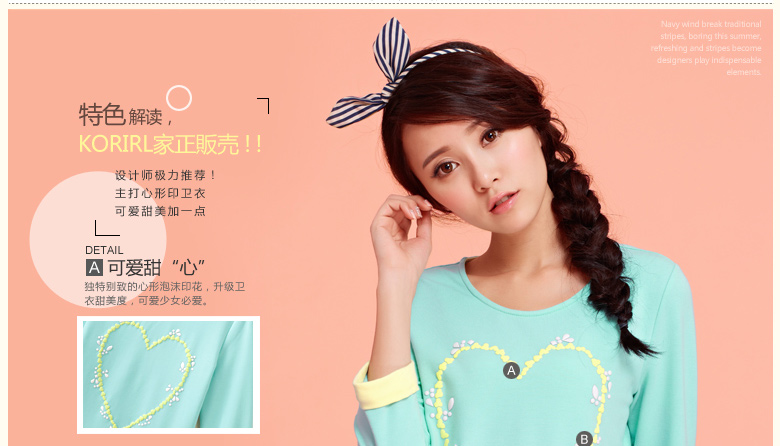 Navy wind break traditional
stripes, boring this summer,
refreshing and stripes become
designers play indispensable
elements.
特色解读，
KORIRL家正販売！！
设计师极力推荐！
主打心形印卫衣
可爱甜美加一点
DETAIL
A 可爱甜“心”
独特别致的心形泡沫印花，升级卫
衣甜美度，可爱少女必爱。
A
B